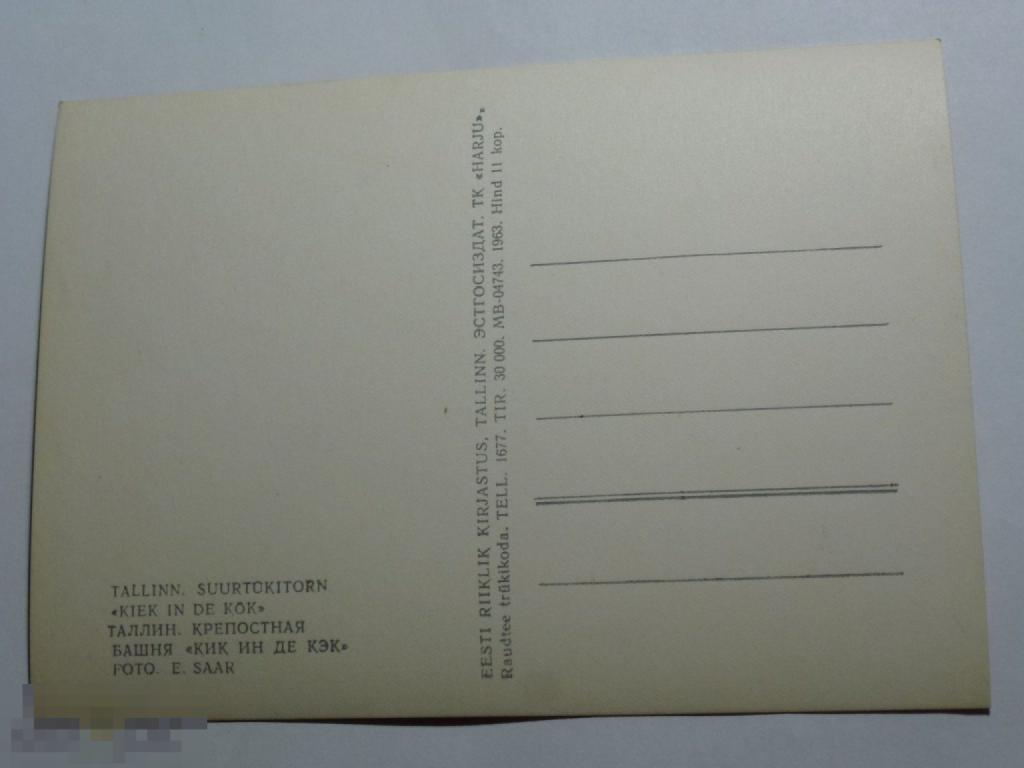 TALLINN. SUURTÜKITORN
«KIEK IN DE KÖK»
ТАЛЛИН. КРЕПОСТНАЯ
БАШНЯ «КИК ИН ДЕ КЭК»
FOTO. E. SAAR
EESTI RIIKLIK KIRJASTUS, TALLINN. ЭСТГОСИЗДАТ. TK «HARJU».
Raudtee trükikoda. TELL. 1677. TIR. 30 000. MB-04743. 1963. Hind 11 kop.